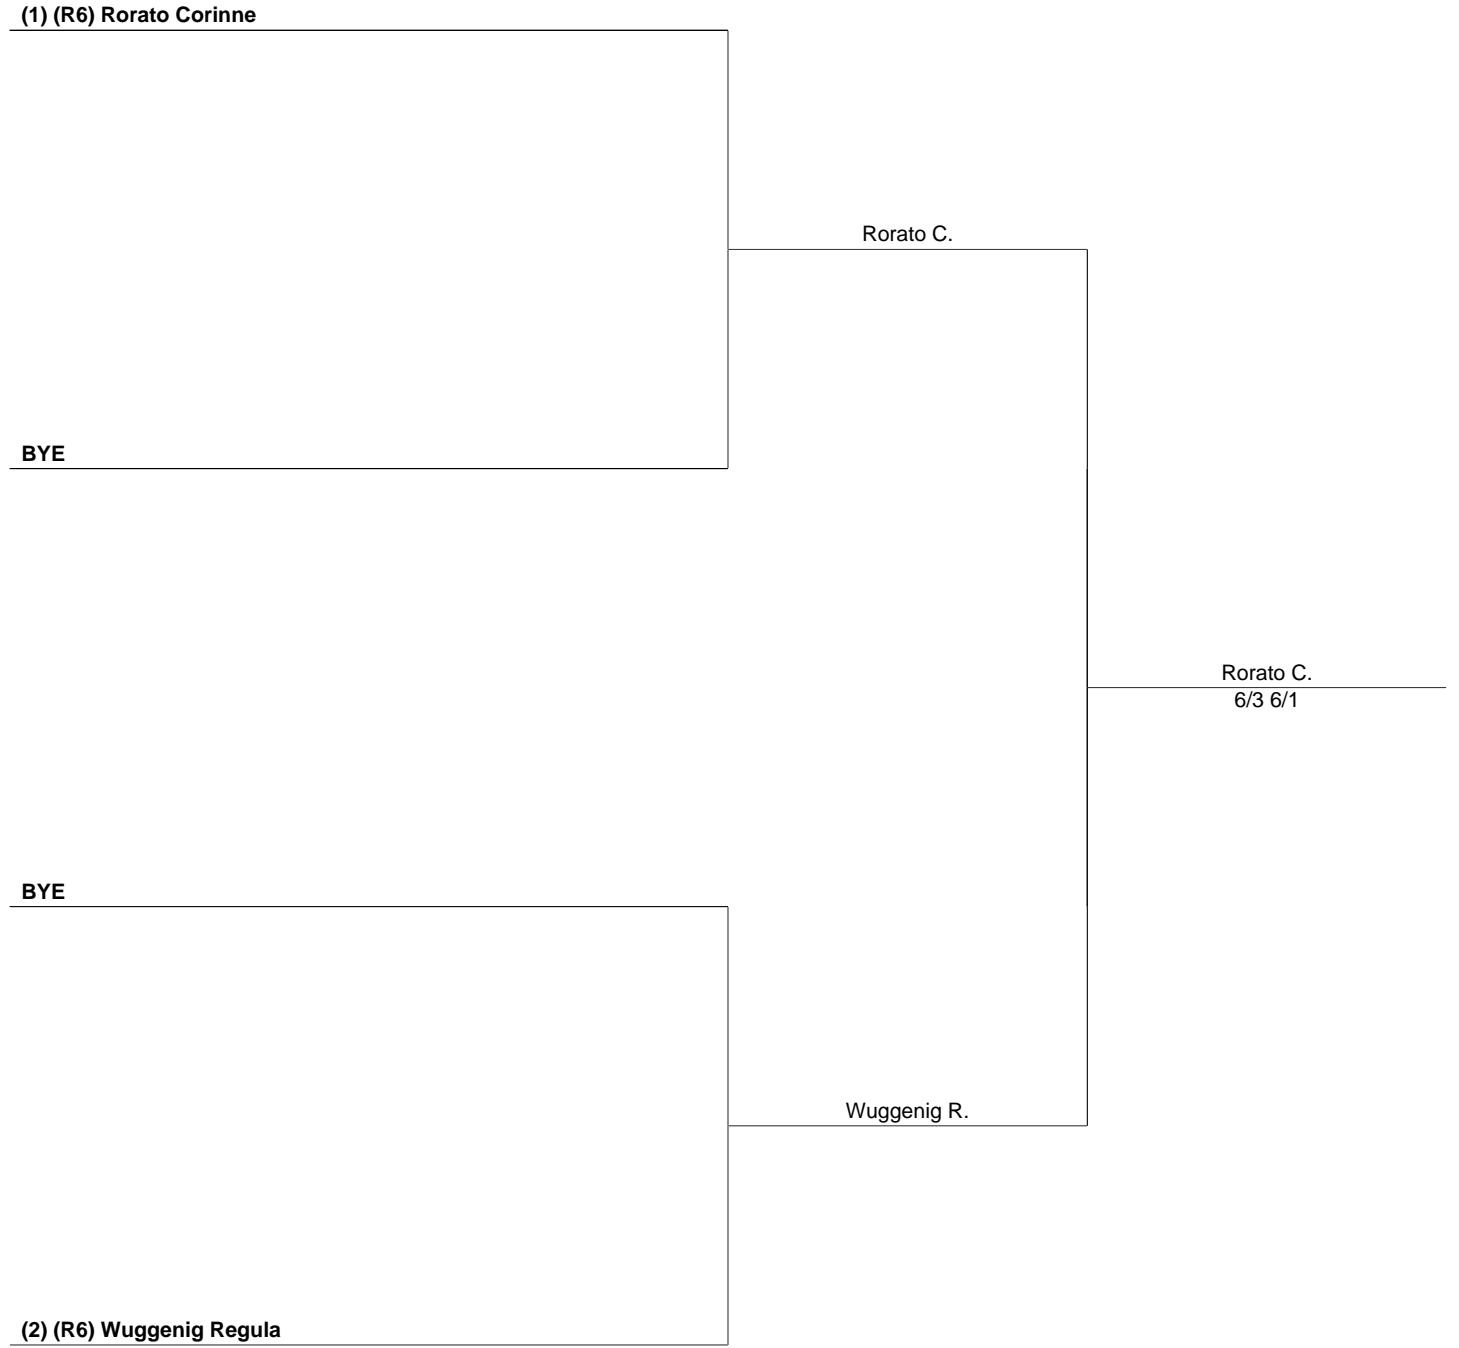 (1) (R6) Rorato Corinne
Rorato C.
BYE
Rorato C.
6/3 6/1
BYE
Wuggenig R.
(2) (R6) Wuggenig Regula